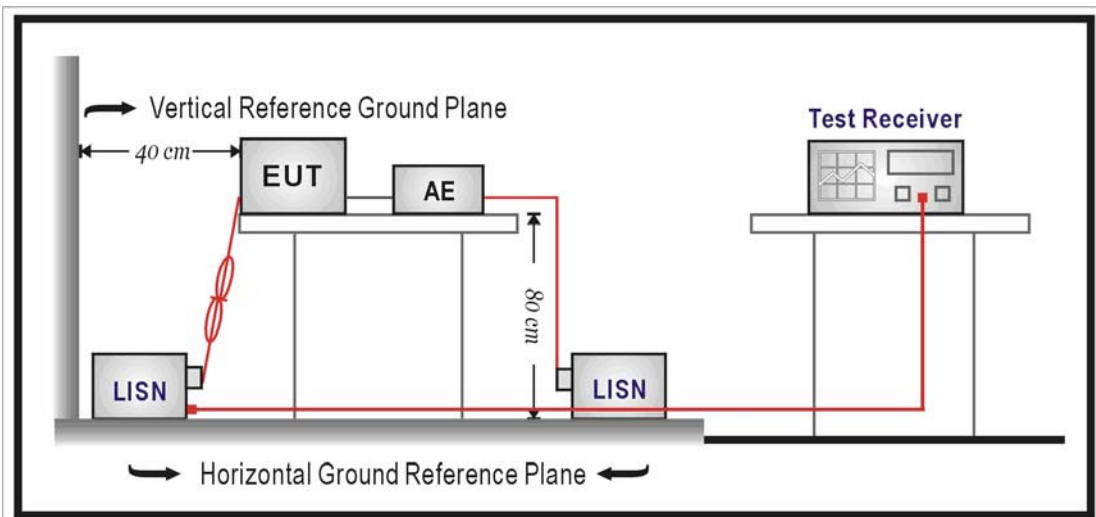 Vertical Reference Ground Plane
40 cm
EUT
AE
Test Receiver
80 cm
LISN
LISN
Horizontal Ground Reference Plane